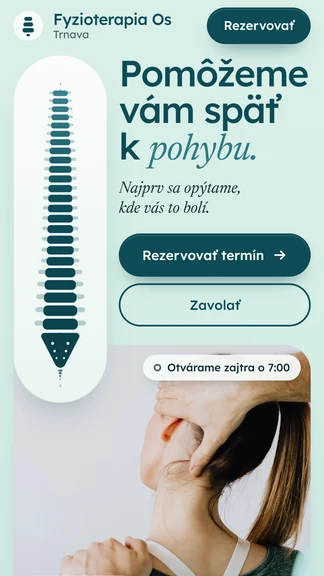 Fyzioterapia Os
Trnava
Rezervovať
Pomôžeme
vám späť
k pohybu.
Najprv sa opýtame,
kde vás to bolí.
Rezervovať termín →
Zavolať
Otvárame zajtra o 7:00